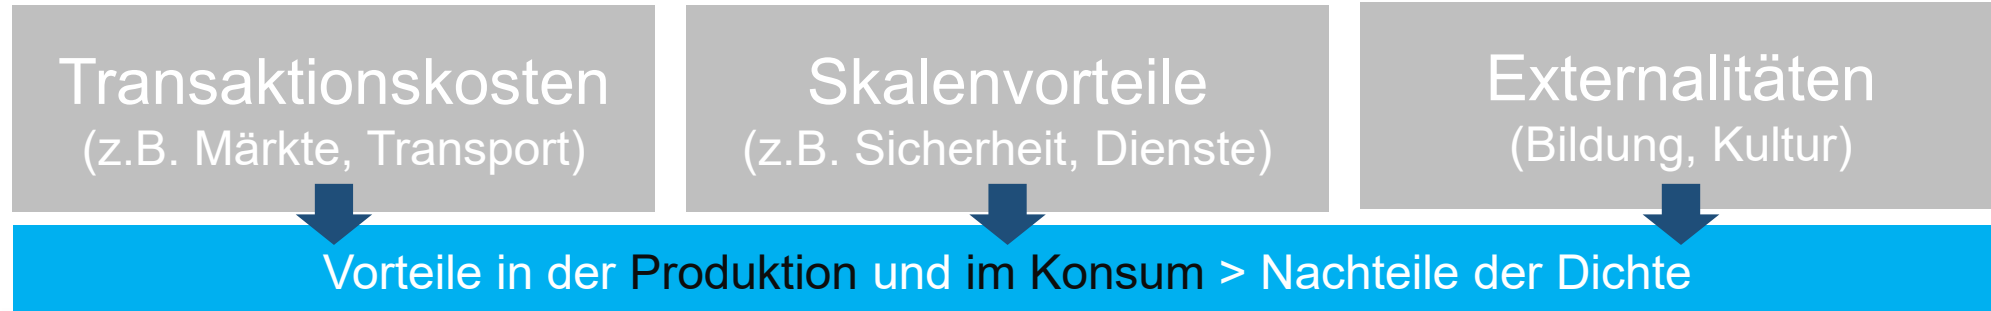 Transaktionskosten
(z.B. Märkte, Transport)
Skalenvorteile
(z.B. Sicherheit, Dienste)
Externalitäten
(Bildung, Kultur)
Vorteile in der Produktion und im Konsum > Nachteile der Dichte